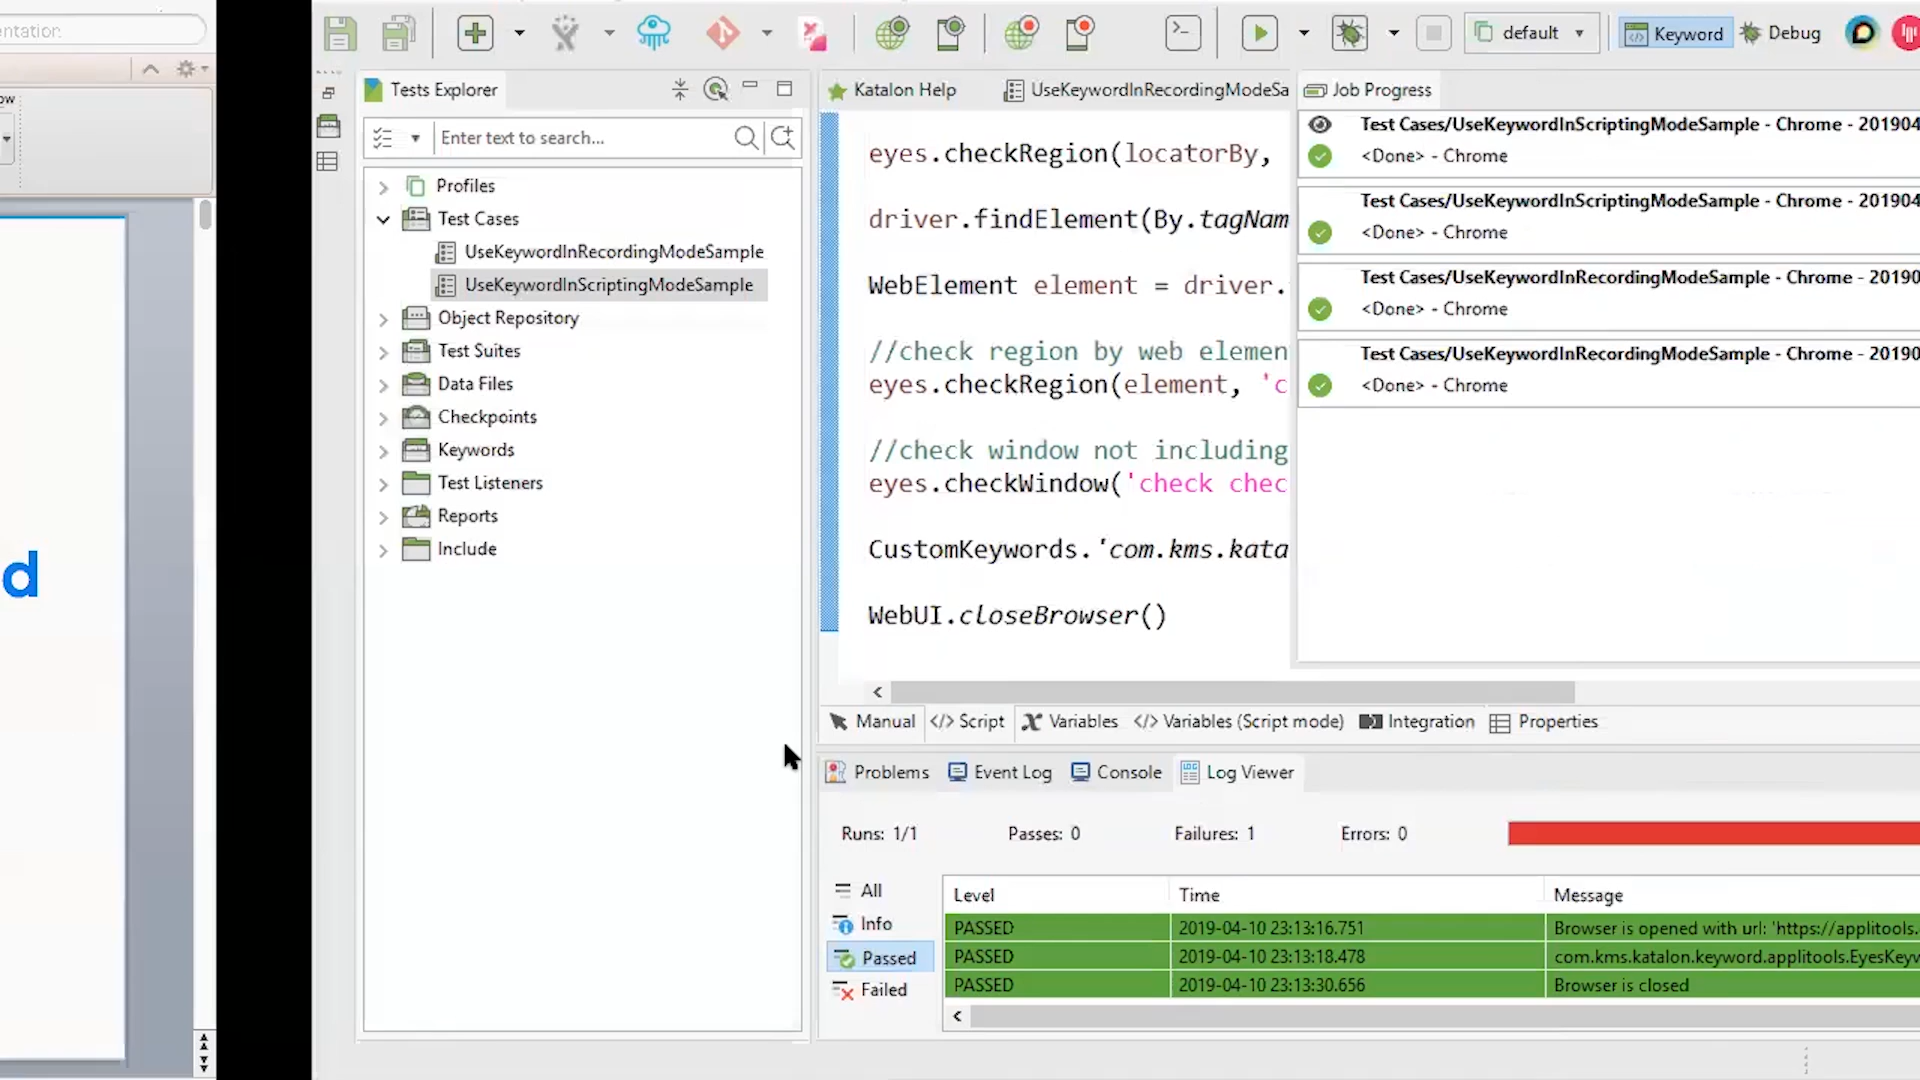 entation
ow
d
default
Keyword
Debug
Tests Explorer
Enter text to search...
Profiles
Test Cases
UseKeywordInRecordingModeSample
UseKeywordInScriptingModeSample
Object Repository
Test Suites
Data Files
Checkpoints
Keywords
Test Listeners
Reports
Include
Katalon Help
UseKeywordInRecordingModeSa
eyes.checkRegion(locatorBy,
driver.findElement(By.tagNam
WebElement element = driver.
//check region by web elemen
eyes.checkRegion(element, 'c
//check window not including
eyes.checkWindow('check chec
CustomKeywords.'com.kms.kata
WebUI.closeBrowser()
Job Progress
Test Cases/UseKeywordInScriptingModeSample - Chrome - 201904
<Done> - Chrome
Test Cases/UseKeywordInScriptingModeSample - Chrome - 201904
<Done> - Chrome
Test Cases/UseKeywordInRecordingModeSample - Chrome - 20190
<Done> - Chrome
Test Cases/UseKeywordInRecordingModeSample - Chrome - 20190
<Done> - Chrome
Manual
Script
Variables
Variables (Script mode)
Integration
Properties
Problems
Event Log
Console
Log Viewer
Runs: 1/1 Passes: 0 Failures: 1 Errors: 0
All
Info
Passed
Failed
Level Time Message
PASSED 2019-04-10 23:13:16.751 Browser is opened with url: 'https://applitools.
PASSED 2019-04-10 23:13:18.478 com.kms.katalon.keyword.applitools.EyesKeyw
PASSED 2019-04-10 23:13:30.656 Browser is closed